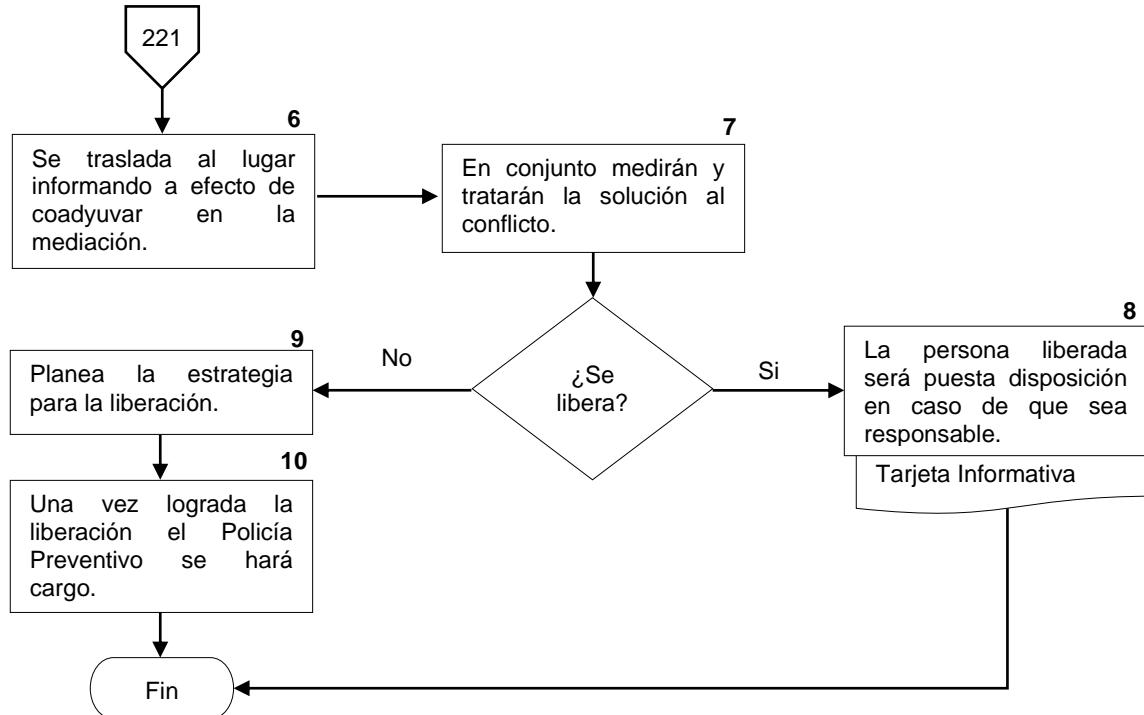 221
6
Se traslada al lugar
informando a efecto de
coadyuvar en la
mediación.
7
En conjunto medirán y
tratarán la solución al
conflicto.
¿Se
libera?
No
Si
8
La persona liberada
será puesta disposición
en caso de que sea
responsable.
Tarjeta Informativa
9
Planea la estrategia
para la liberación.
10
Una vez lograda la
liberación el Policía
Preventivo se hará
cargo.
Fin